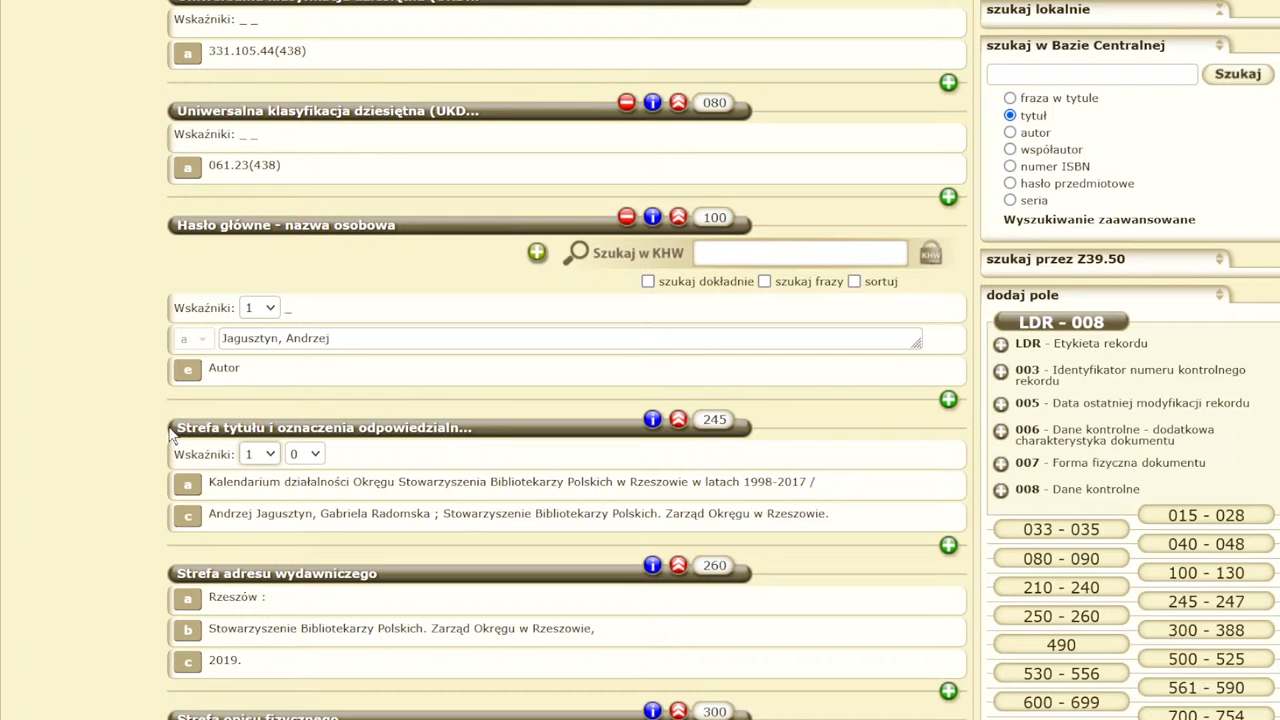 Wskaźniki: _ _
a 331.105.44(438)
Uniwersalna klasyfikacja dziesiętna (UKD... 080
Wskaźniki: _ _
a 061.23(438)
Hasło główne - nazwa osobowa 100
Szukaj w KHW KHW
szukaj dokładnie szukaj frazy sortuj
Wskaźniki: 1 _
a Jagusztyn, Andrzej
e Autor
Strefa tytułu i oznaczenia odpowiedzialn... 245
Wskaźniki: 1 0
a Kalendarium działalności Okręgu Stowarzyszenia Bibliotekarzy Polskich w Rzeszowie w latach 1998-2017 /
c Andrzej Jagusztyn, Gabriela Radomska ; Stowarzyszenie Bibliotekarzy Polskich. Zarząd Okręgu w Rzeszowie.
Strefa adresu wydawniczego 260
a Rzeszów :
b Stowarzyszenie Bibliotekarzy Polskich. Zarząd Okręgu w Rzeszowie,
c 2019.
Strefa opisu fizycznego 300
szukaj lokalnie
szukaj w Bazie Centralnej
Szukaj
fraza w tytule
tytuł
autor
współautor
numer ISBN
hasło przedmiotowe
seria
Wyszukiwanie zaawansowane
szukaj przez Z39.50
dodaj pole
LDR - 008
LDR - Etykieta rekordu
003 - Identyfikator numeru kontrolnego
rekordu
005 - Data ostatniej modyfikacji rekordu
006 - Dane kontrolne - dodatkowa
charakterystyka dokumentu
007 - Forma fizyczna dokumentu
008 - Dane kontrolne
015 - 028
033 - 035
040 - 048
080 - 090
100 - 130
210 - 240
245 - 247
250 - 260
300 - 388
490
500 - 525
530 - 556
561 - 590
600 - 699
700 - 754